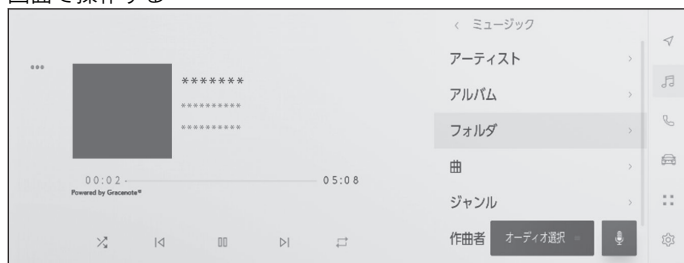 画面で操作する
•••
*******
**********
**********
00:02
05:08
Powered by Gracenote®
< ミュージック
アーティスト >
アルバム >
フォルダ >
曲 >
ジャンル >
作曲者
オーディオ選択